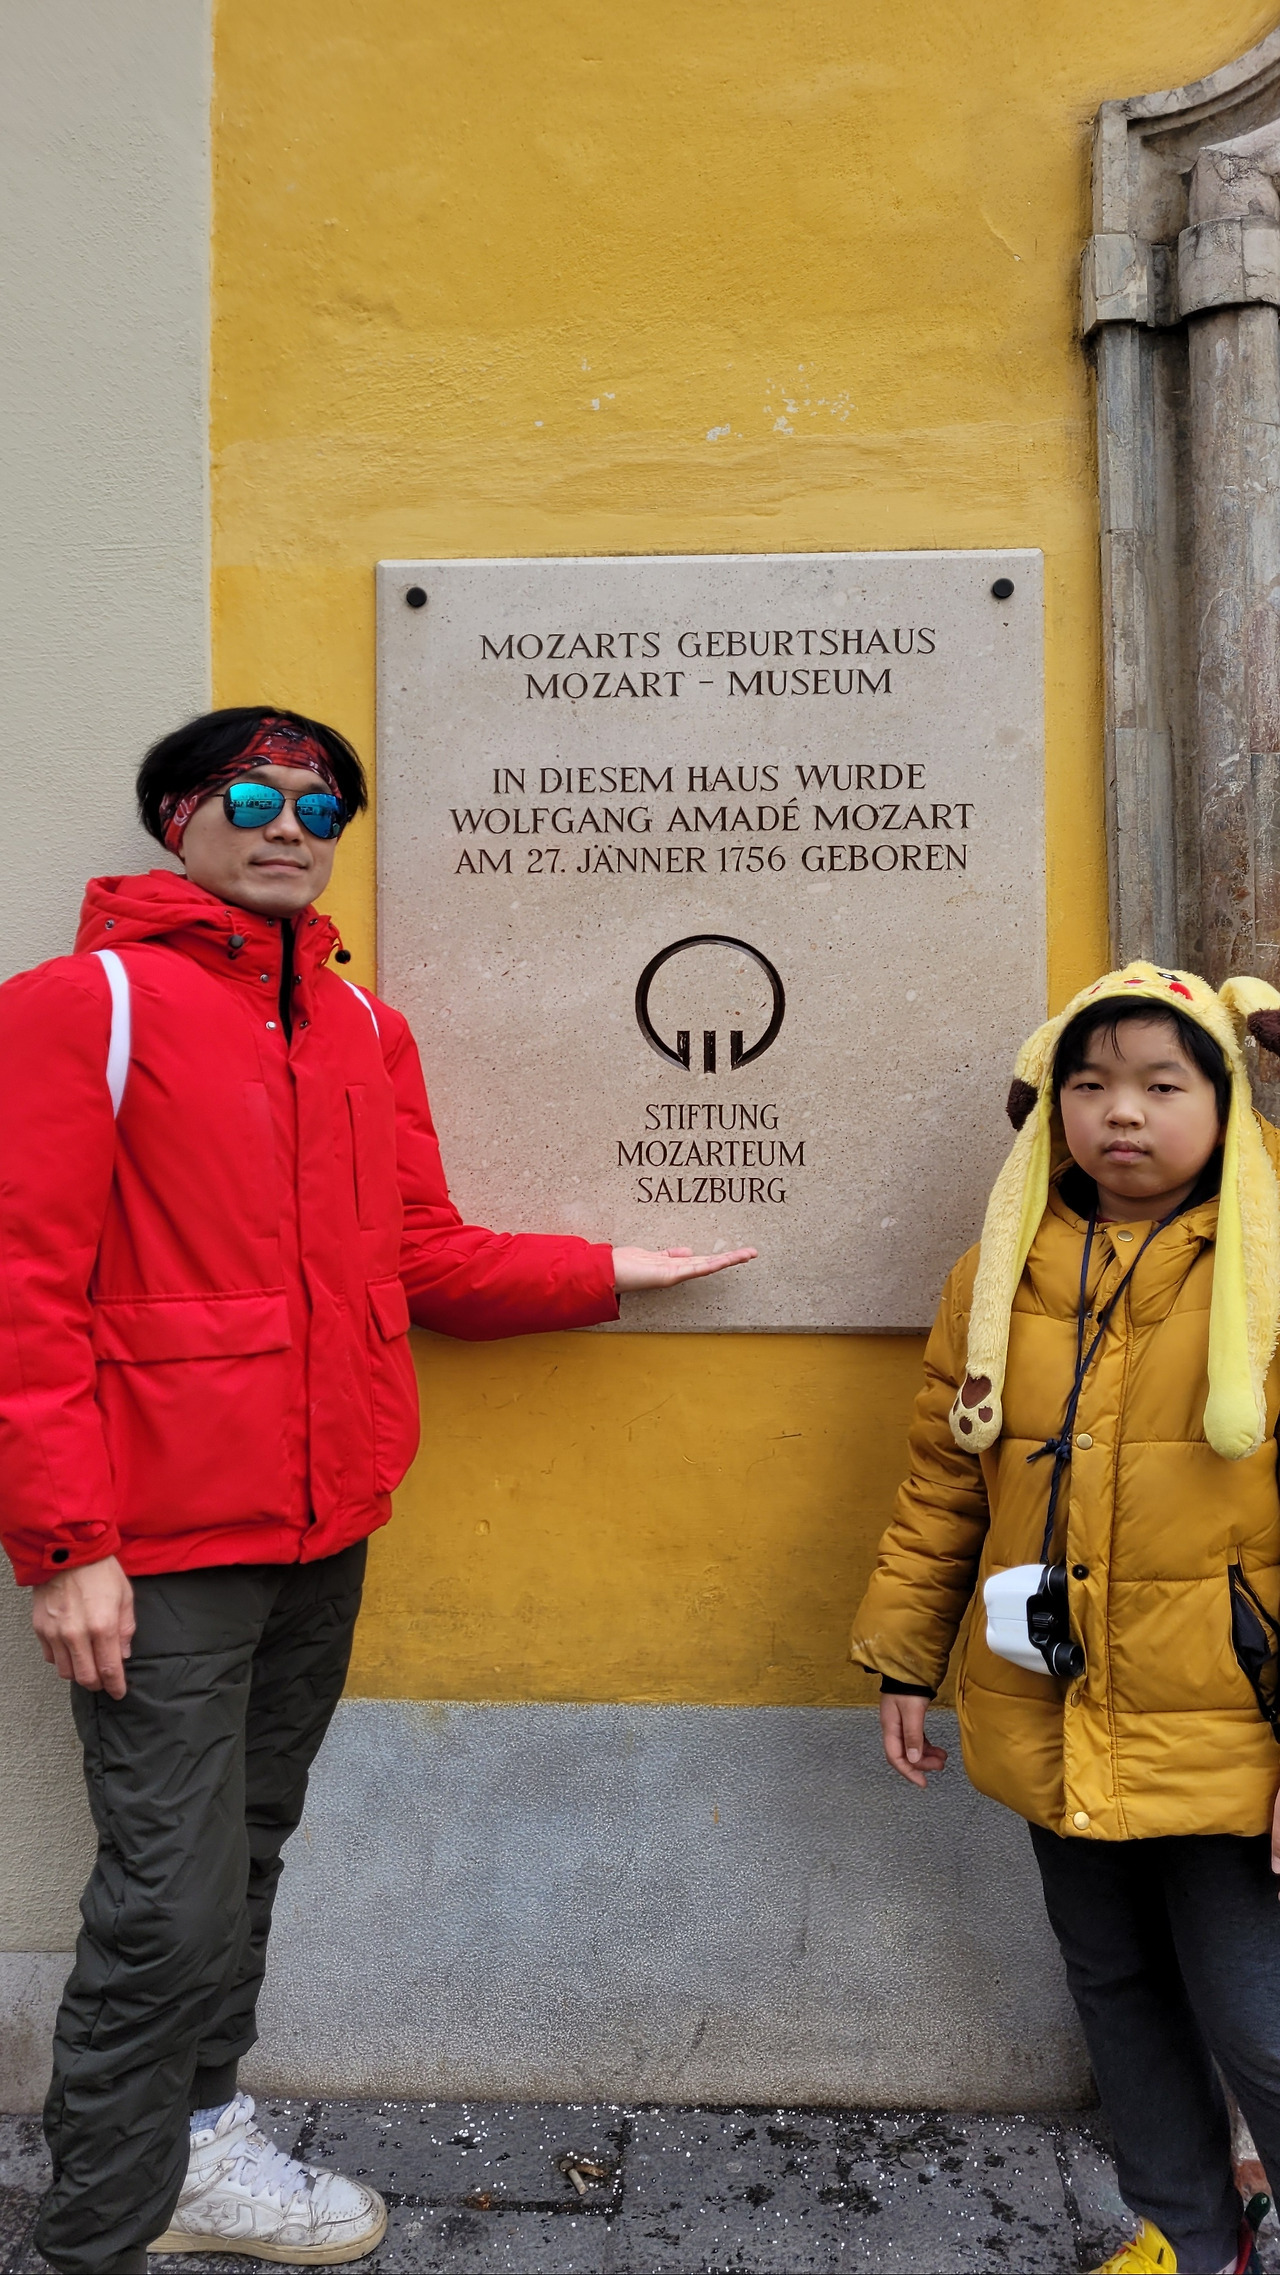 MOZARTS GEBURTSHAUS
MOZART - MUSEUM
IN DIESEM HAUS WURDE
WOLFGANG AMADÉ MOZART
AM 27. JÄNNER 1756 GEBOREN
STIFTUNG
MOZARTEUM
SALZBURG